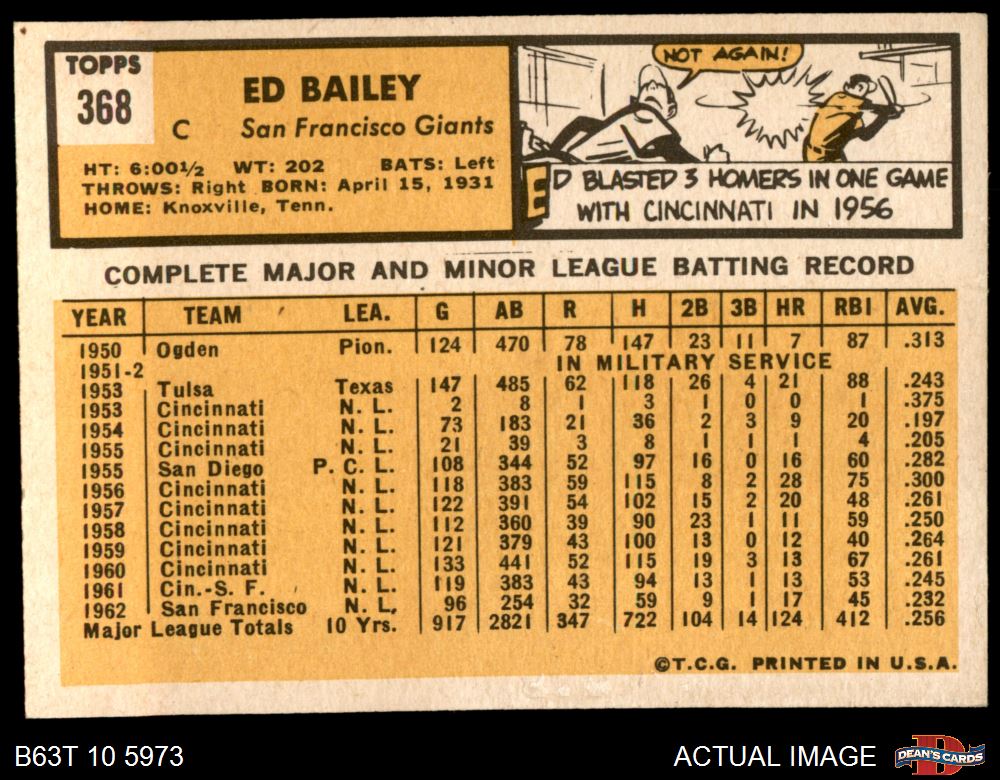 TOPPS
368
ED BAILEY
C San Francisco Giants
HT: 6:00½ WT: 202 BATS: Left
THROWS: Right BORN: April 15, 1931
HOME: Knoxville, Tenn.
NOT AGAIN!
ED BLASTED 3 HOMERS IN ONE GAME
WITH CINCINNATI IN 1956
COMPLETE MAJOR AND MINOR LEAGUE BATTING RECORD
YEAR TEAM LEA. G AB R H 2B 3B HR RBI AVG.
1950 Ogden Pion. 124 470 78 147 23 11 7 87 .313
1951-2 IN MILITARY SERVICE
1953 Tulsa Texas 147 485 62 118 26 4 21 88 .243
1953 Cincinnati N. L. 2 8 1 3 1 0 0 1 .375
1954 Cincinnati N. L. 73 183 21 36 2 3 9 20 .197
1955 Cincinnati N. L. 21 39 3 8 1 1 1 4 .205
1955 San Diego P. C. L. 108 344 52 97 16 0 16 60 .282
1956 Cincinnati N. L. 118 383 59 115 8 2 28 75 .300
1957 Cincinnati N. L. 122 391 54 102 15 2 20 48 .261
1958 Cincinnati N. L. 112 360 39 90 23 1 11 59 .250
1959 Cincinnati N. L. 121 379 43 100 13 0 12 40 .264
1960 Cincinnati N. L. 133 441 52 115 19 3 13 67 .261
1961 Cin.-S. F. N. L. 119 383 43 94 13 1 13 53 .245
1962 San Francisco N. L. 96 254 32 59 9 1 17 45 .232
Major League Totals 10 Yrs. 917 2821 347 722 104 14 124 412 .256
©T.C.G. PRINTED IN U.S.A.
B63T 10 5973 ACTUAL IMAGE DEAN'S CARDS